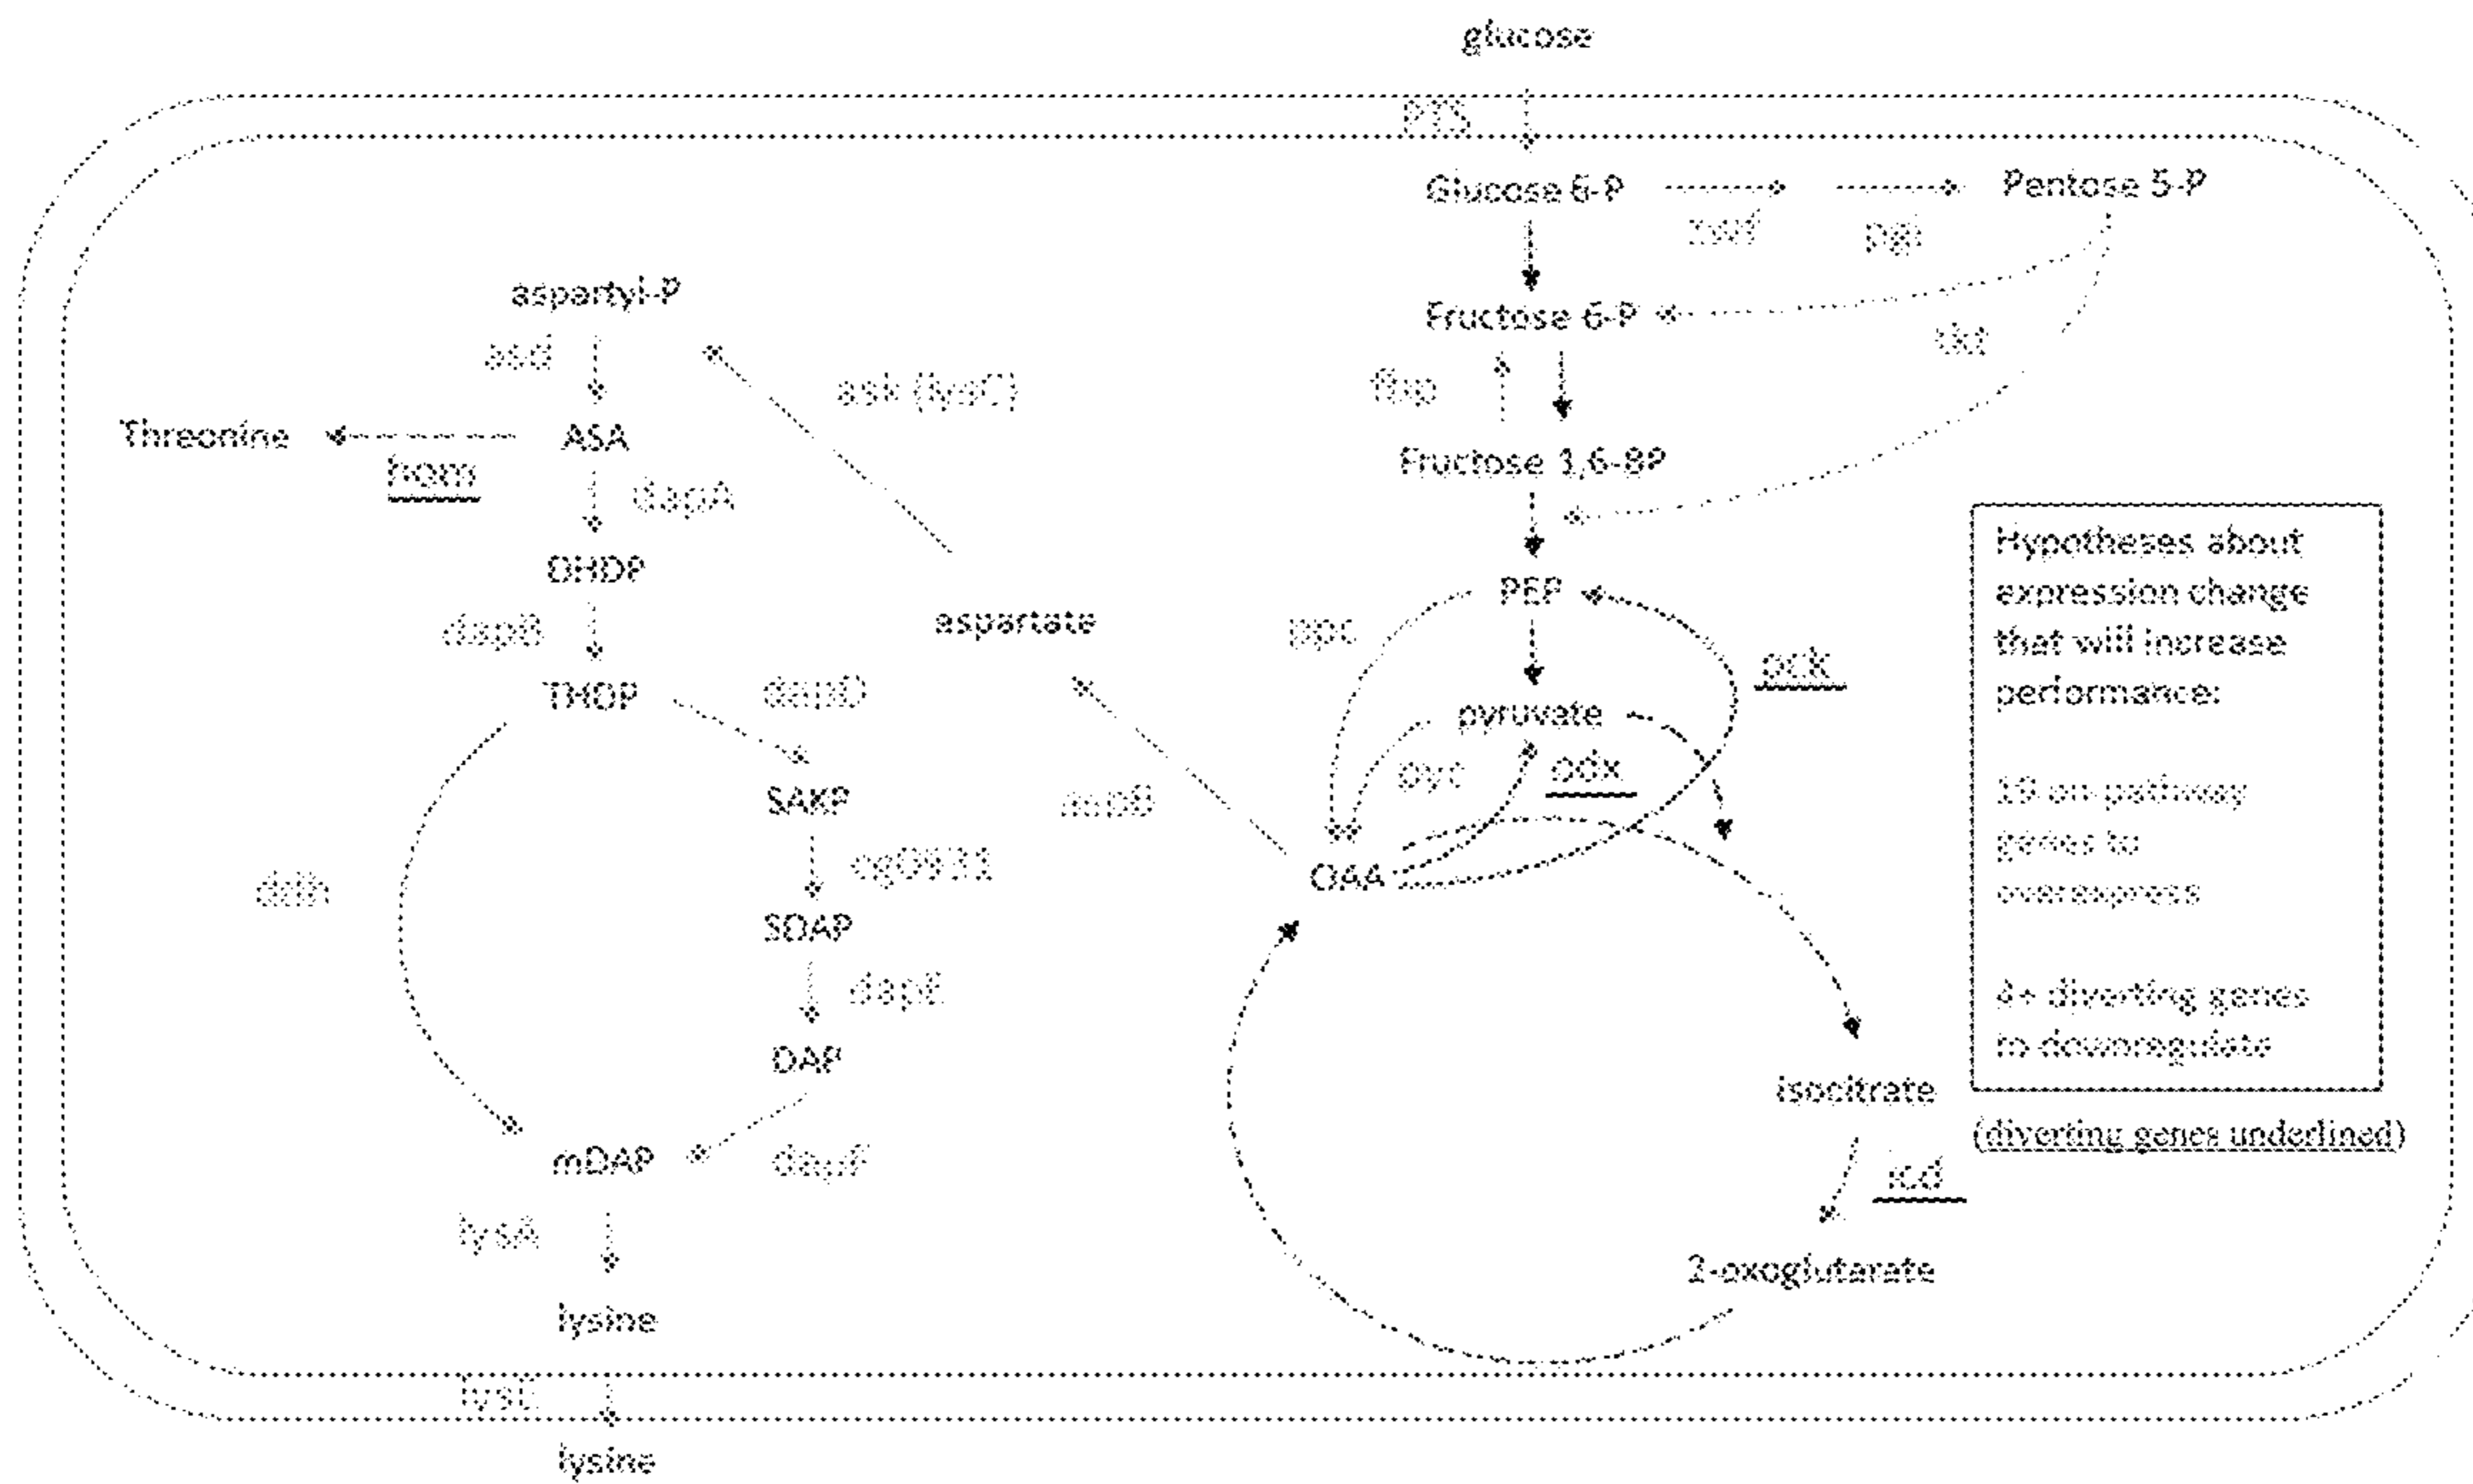 glucose
PTS
Glucose 6-P
Pentose 5-P
zwf
pgl
aspartyl-P
Fructose 6-P
asd
tkt
ask (lysC)
fbp
Threonine
ASA
hom
Fructose 1,6-BP
dapA
Hypotheses about
expression change
that will increase
performance:
19 on-pathway
genes to
overexpress
4+ diverting genes
to downregulate
(diverting genes underlined)
DHDP
PEP
dapB
aspartate
ppc
pck
THDP
dapD
pyruvate
pyc
odx
SAKP
cg0931
OAA
ddh
SDAP
dapE
DAP
isocitrate
mDAP
dapF
icd
lysA
2-oxoglutarate
lysine
lysE
lysine